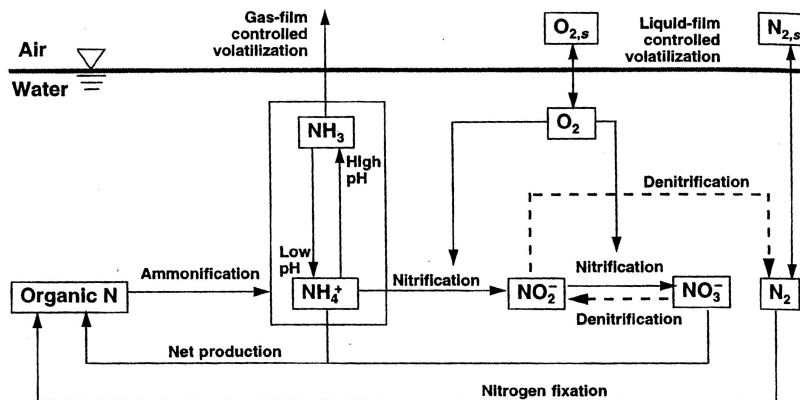 Gas-film
controlled
volatilization
O2,s
Liquid-film
controlled
volatilization
N2,s
Air
Water
NH3
O2
HIgh
pH
Denitrification
Low
pH
Ammonification
Nitrification
Nitrification
Organic N
NH4+
NO2−
NO3−
N2
Denitrification
Net production
Nitrogen fixation